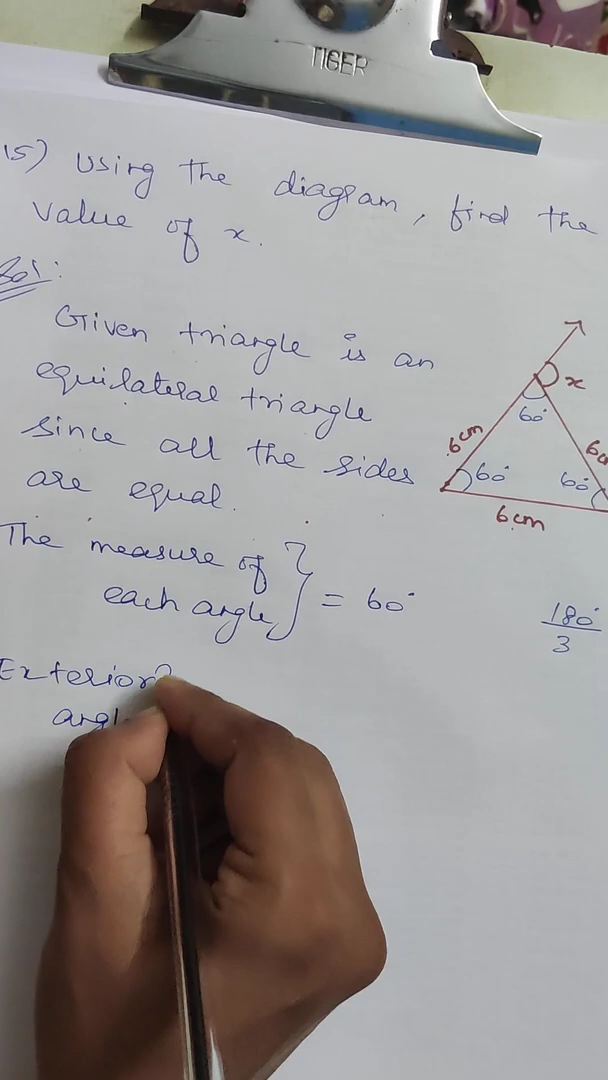 TIGER
15) Using the diagram, find the
value of x.
Sol:
Given triangle is an
equilateral triangle
since all the sides
are equal.
x
60°
6cm
60°
60°
6cm
The measure of
each angle } = 60°
180°
3
Exterior